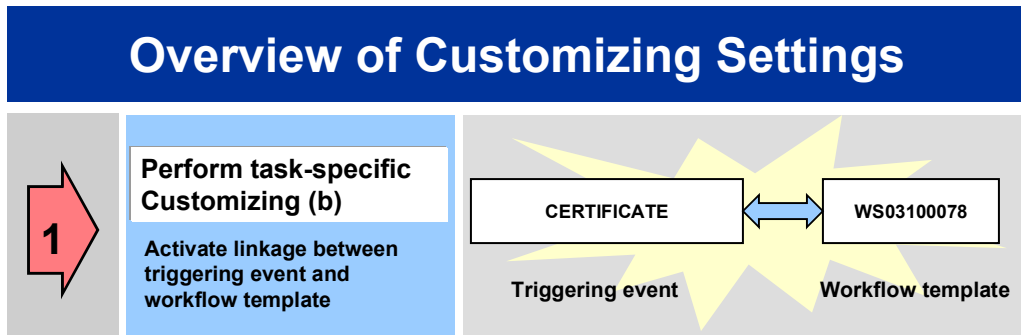 Overview of Customizing Settings
1
Perform task-specific
Customizing (b)
Activate linkage between
triggering event and
workflow template
CERTIFICATE
WS03100078
Triggering event
Workflow template